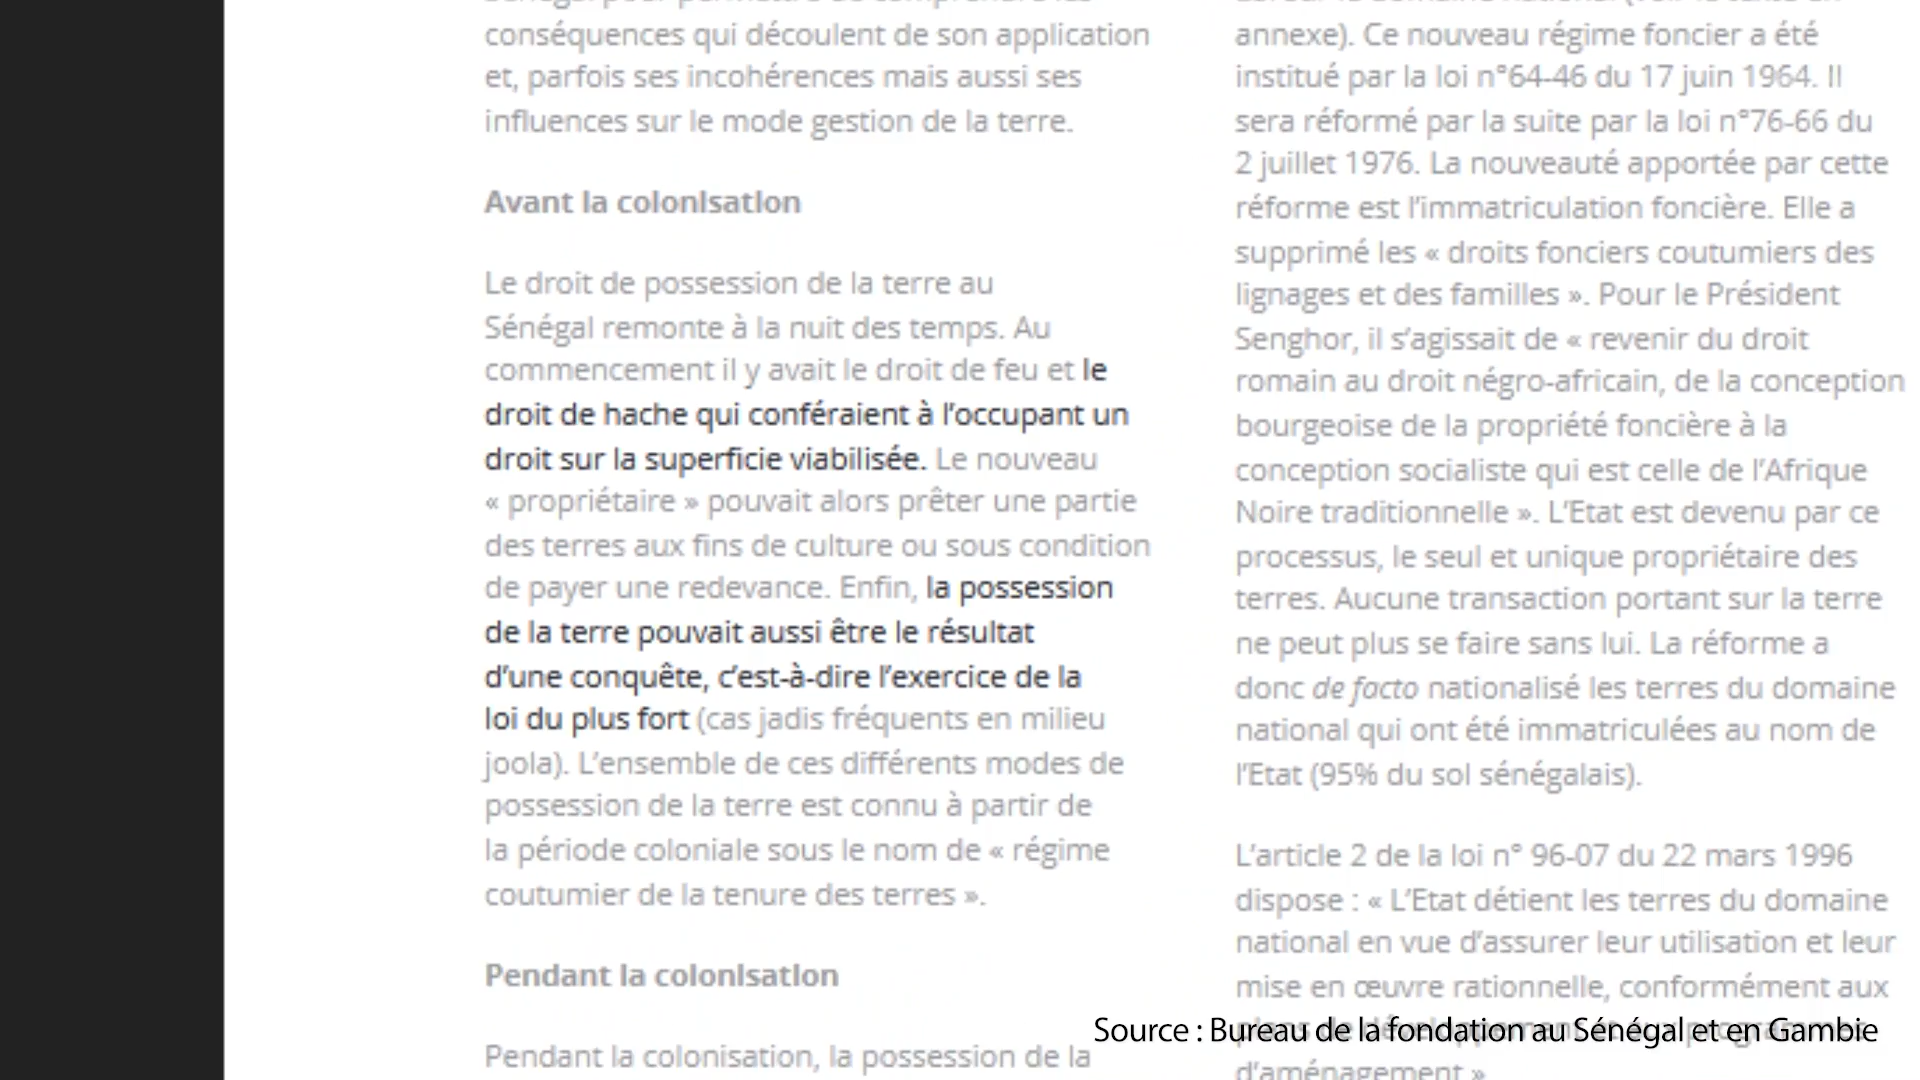 conséquences qui découlent de son application
et, parfois ses incohérences mais aussi ses
influences sur le mode gestion de la terre.
Avant la colonisation
Le droit de possession de la terre au
Sénégal remonte à la nuit des temps. Au
commencement il y avait le droit de feu et le
droit de hache qui conféraient à l’occupant un
droit sur la superficie viabilisée. Le nouveau
« propriétaire » pouvait alors prêter une partie
des terres aux fins de culture ou sous condition
de payer une redevance. Enfin, la possession
de la terre pouvait aussi être le résultat
d’une conquête, c’est-à-dire l’exercice de la
loi du plus fort (cas jadis fréquents en milieu
joola). L’ensemble de ces différents modes de
possession de la terre est connu à partir de
la période coloniale sous le nom de « régime
coutumier de la tenure des terres ».
Pendant la colonisation
Pendant la colonisation, la possession de la
annexe). Ce nouveau régime foncier a été
institué par la loi n°64-46 du 17 juin 1964. Il
sera réformé par la suite par la loi n°76-66 du
2 juillet 1976. La nouveauté apportée par cette
réforme est l’immatriculation foncière. Elle a
supprimé les « droits fonciers coutumiers des
lignages et des familles ». Pour le Président
Senghor, il s’agissait de « revenir du droit
romain au droit négro-africain, de la conception
bourgeoise de la propriété foncière à la
conception socialiste qui est celle de l’Afrique
Noire traditionnelle ». L’Etat est devenu par ce
processus, le seul et unique propriétaire des
terres. Aucune transaction portant sur la terre
ne peut plus se faire sans lui. La réforme a
donc de facto nationalisé les terres du domaine
national qui ont été immatriculées au nom de
l’Etat (95% du sol sénégalais).
L’article 2 de la loi n° 96-07 du 22 mars 1996
dispose : « L’Etat détient les terres du domaine
national en vue d’assurer leur utilisation et leur
mise en œuvre rationnelle, conformément aux
d’aménagement »
Source : Bureau de la fondation au Sénégal et en Gambie